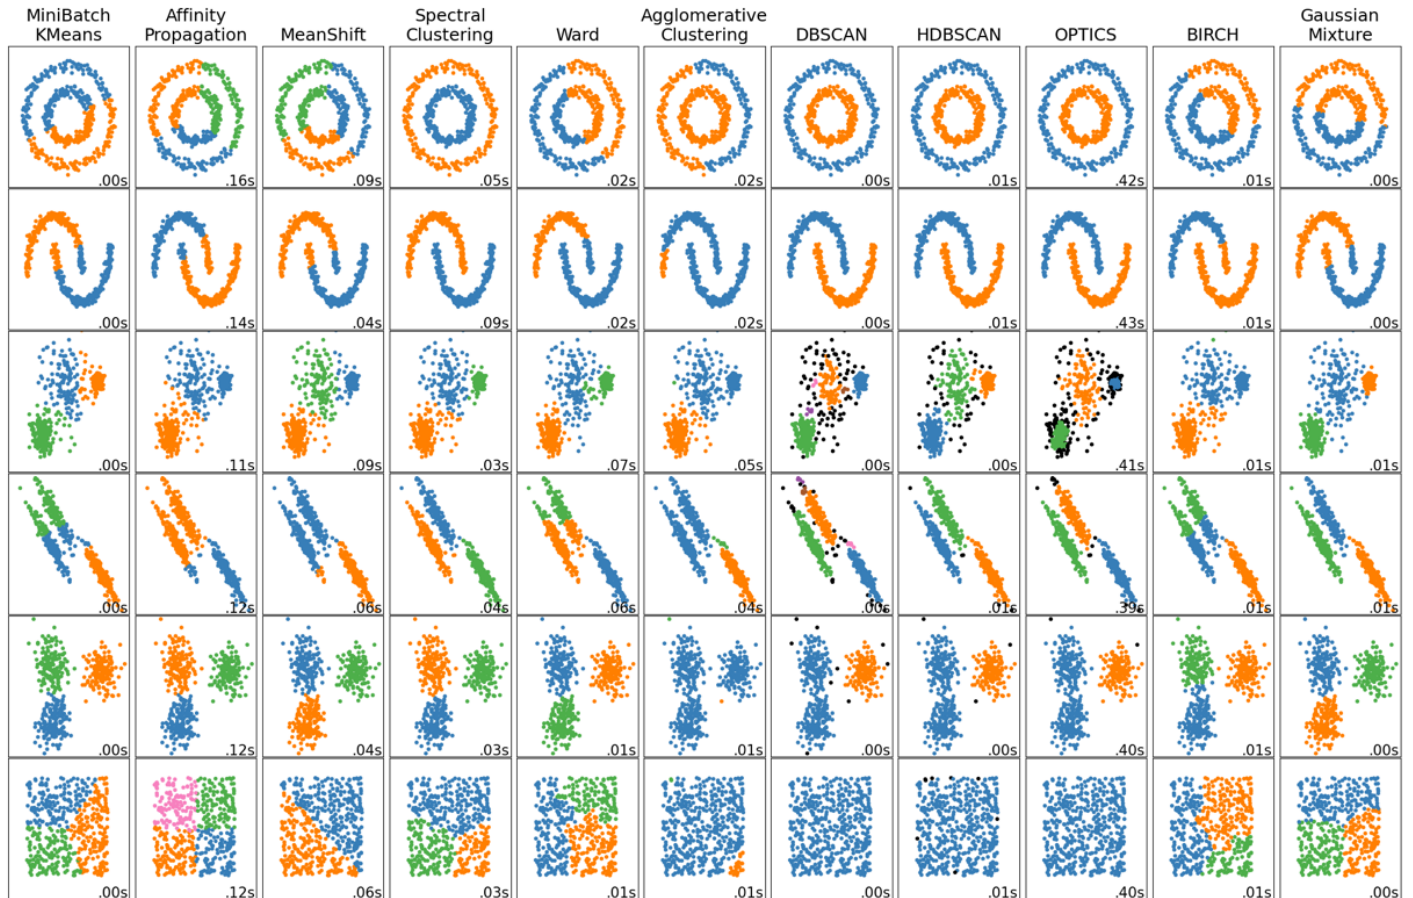 MiniBatch KMeans
Affinity Propagation
MeanShift
Spectral Clustering
Ward
Agglomerative Clustering
DBSCAN
HDBSCAN
OPTICS
BIRCH
Gaussian Mixture
.00s .16s .09s .05s .02s .02s .00s .01s .42s .01s .00s
.00s .14s .04s .09s .02s .02s .00s .01s .43s .01s .00s
.00s .11s .09s .03s .07s .05s .00s .00s .41s .01s .01s
.00s .12s .06s .04s .06s .04s .00s .01s .39s .01s .01s
.00s .12s .04s .03s .01s .01s .00s .00s .40s .01s .00s
.00s .12s .06s .03s .01s .01s .00s .01s .40s .01s .00s